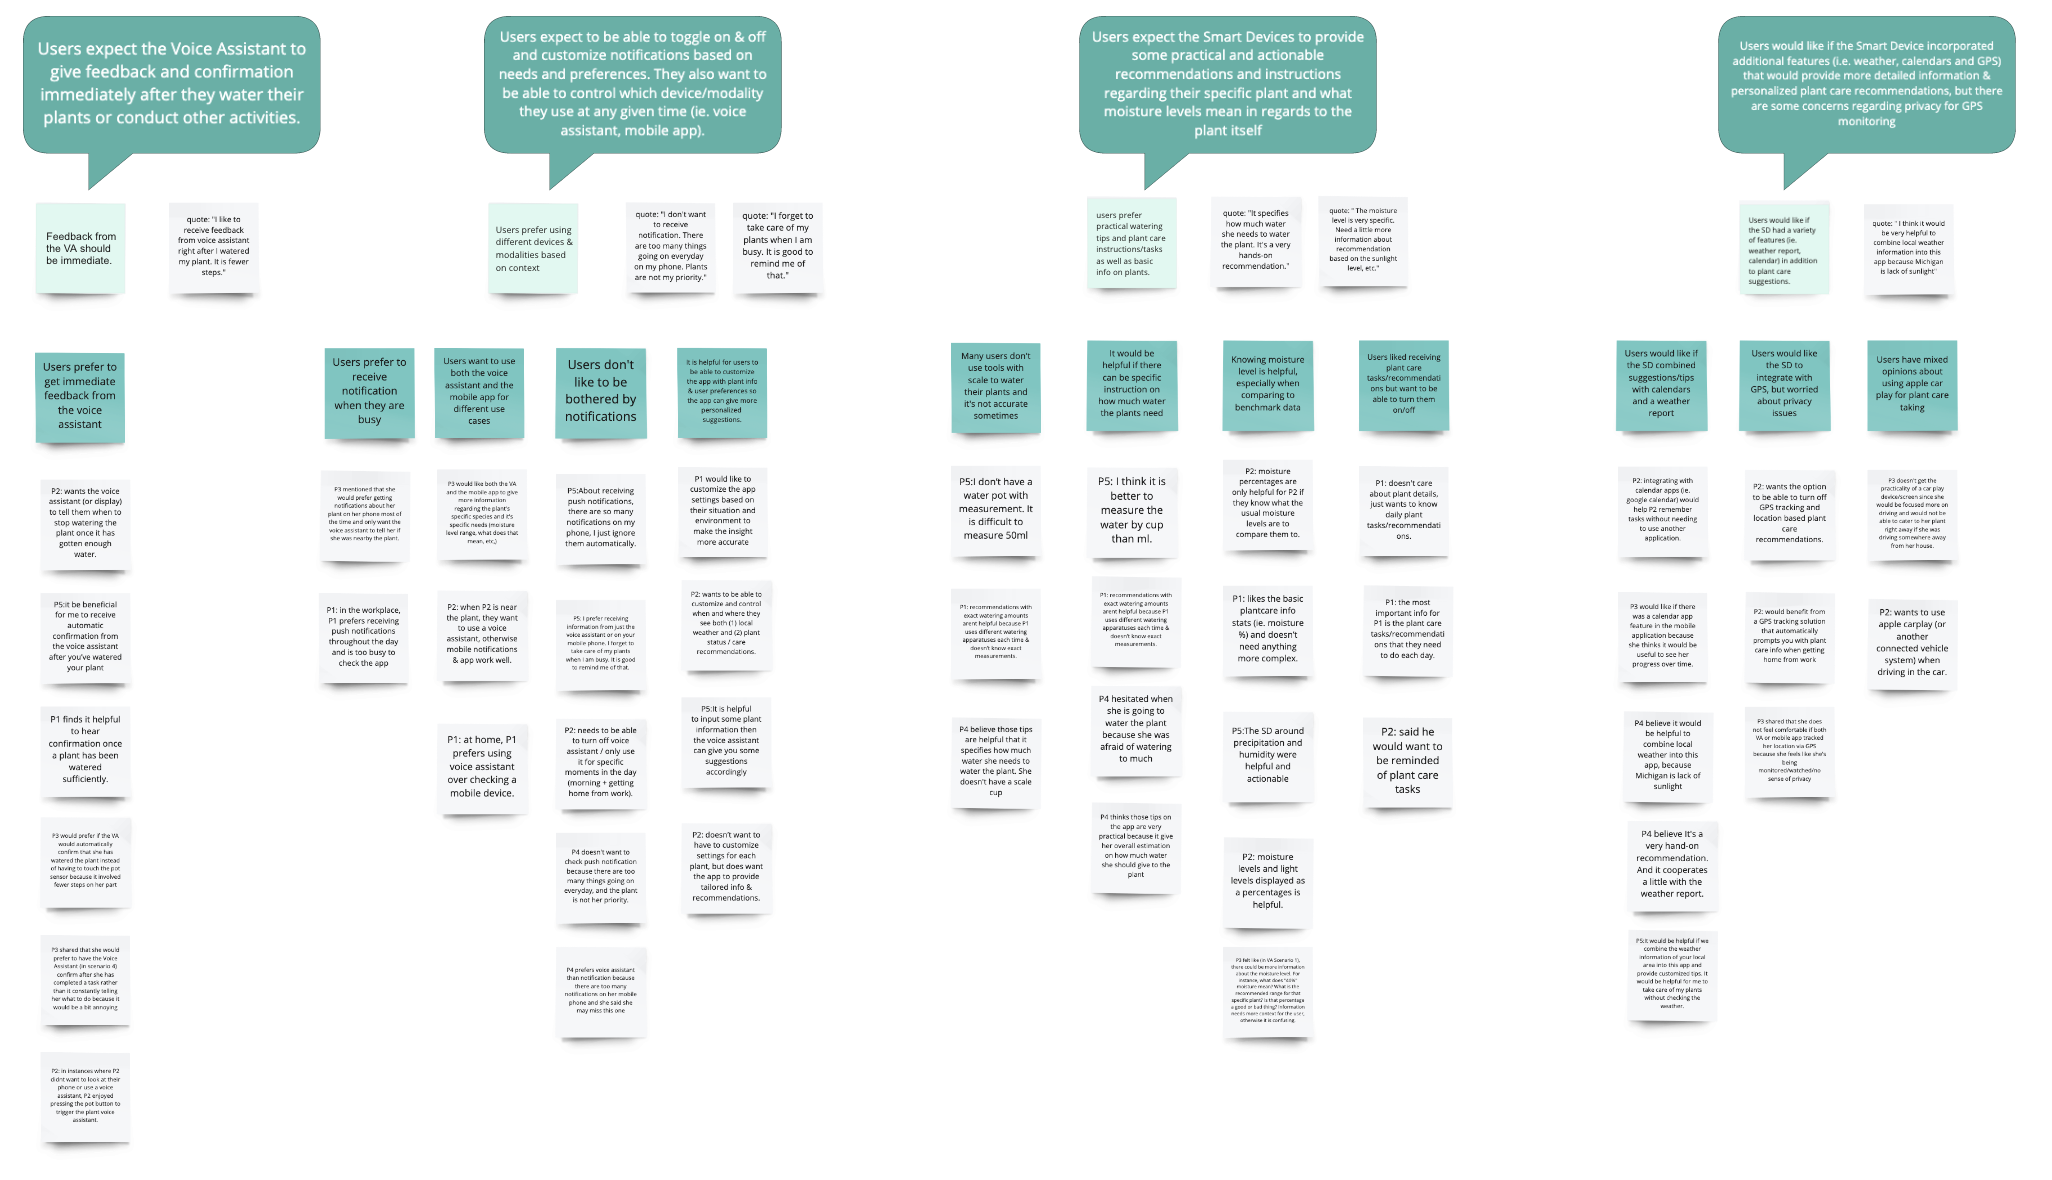 Users expect the Voice Assistant to
give feedback and confirmation
immediately after they water their
plants or conduct other activities.
Users expect to be able to toggle on & off
and customize notifications based on
needs and preferences. They also want to
be able to control which device/modality
they use at any given time (ie. voice
assistant, mobile app).
Users expect the Smart Devices to provide
some practical and actionable
recommendations and instructions
regarding their specific plant and what
moisture levels mean in regards to the
plant itself
Users would like if the Smart Device incorporated
additional features (i.e. weather, calendars and GPS)
that would provide more detailed information &
personalized plant care recommendations, but there
are some concerns regarding privacy for GPS
monitoring
Feedback from
the VA should
be immediate.
quote: "I like to
receive feedback
from voice assistant
right after I watered
my plant. It is fewer
steps."
Users prefer using
different devices &
modalities based
on context
quote: "I don't want
to receive
notification. There
are too many things
going on everyday
on my phone. Plants
are not my priority."
quote: "I forget to
take care of my
plants when I am
busy. It is good to
remind me of
that."
users prefer
practical watering
tips and plant care
instructions/tasks
as well as basic
info on plants.
quote: "It specifies
how much water
she needs to water
the plant. It's a very
hands-on
recommendation."
quote: " The moisture
level is very specific.
Need a little more
information about
recommendation
based on the sunlight
level, etc."
Users would like if
the SD had a variety
of features (ie.
weather report,
calendar) in addition
to plant care
suggestions.
quote: " I think it would
be very helpful to
combine local weather
information into this
app because Michigan
is lack of sunlight"
Users prefer to
get immediate
feedback from
the voice
assistant
Users prefer to
receive
notification
when they are
busy
Users want to use
both the voice
assistant and the
mobile app for
different use
cases
Users don't
like to be
bothered by
notifications
It is helpful for users to
be able to customize
the app with plant info
& user preferences so
the app can give more
personalized
suggestions.
Many users don't
use tools with
scale to water
their plants and
it's not accurate
sometimes
It would be
helpful if there
can be specific
instruction on
how much water
the plants need
Knowing moisture
level is helpful,
especially when
comparing to
benchmark data
Users liked receiving
plant care
tasks/recommendati
ons but want to be
able to turn them
on/off
Users would like if
the SD combined
suggestions/tips
with calendars
and a weather
report
Users would like
the SD to
integrate with
GPS, but worried
about privacy
issues
Users have mixed
opinions about
using apple car
play for plant care
taking
P2: wants the voice
assistant (or display)
to tell them when to
stop watering the
plant once it has
gotten enough
water.
P5:it be beneficial
for me to receive
automatic
confirmation from
the voice assistant
after you've watered
your plant
P1 finds it helpful
to hear
confirmation once
a plant has been
watered
sufficiently.
P3 would prefer if the VA
would automatically
confirm that she has
watered the plant instead
of having to touch the pot
sensor because it involved
fewer steps on her part
P3 shared that she would
prefer to have the Voice
Assistant (in scenario 4)
confirm after she has
completed a task rather
than it constantly telling
her what to do because it
would be a bit annoying
P2: in instances where P2
didnt want to look at their
phone or use a voice
assistant, P2 enjoyed
pressing the pot button to
trigger the plant voice
assistant.
P3 mentioned that she
would prefer getting
notifications about her
plant on her phone most of
the time and only want the
voice assistant to tell her if
she was nearby the plant.
P1: in the workplace,
P1 prefers receiving
push notifications
throughout the day
and is too busy to
check the app
P3 would like both the VA
and the mobile app to give
more information
regarding the plant's
specific species and it's
specific needs (moisture
level range, what does that
mean, etc,)
P2: when P2 is near
the plant, they want
to use a voice
assistant, otherwise
mobile notifications
& app work well.
P1: at home, P1
prefers using
voice assistant
over checking a
mobile device.
P5:About receiving
push notifications,
there are so many
notifications on my
phone, I just ignore
them automatically.
P5: I prefer receiving
information from just the
voice assistant or on your
mobile phone. I forget to
take care of my plants
when I am busy. It is good
to remind me of that.
P2: needs to be able
to turn off voice
assistant / only use
it for specific
moments in the day
(morning + getting
home from work).
P4 doesn't want to
check push notification
because there are too
many things going on
everyday, and the plant
is not her priority.
P4 prefers voice assistant
than notification because
there are too many
notifications on her mobile
phone and she said she
may miss this one
P1 would like to
customize the app
settings based on
their situation and
environment to
make the insight
more accurate
P2: wants to be able to
customize and control
when and where they
see both (1) local
weather and (2) plant
status / care
recommendations.
P5:It is helpful
to input some plant
information then
the voice assistant
can give you some
suggestions
accordingly
P2: doesn't want to
have to customize
settings for each
plant, but does want
the app to provide
tailored info &
recommendations.
P5:I don't have a
water pot with
measurement. It
is difficult to
measure 50ml
P1: recommendations with
exact watering amounts
arent helpful because P1
uses different watering
apparatuses each time &
doesn't know exact
measurements.
P4 believe those tips
are helpful that it
specifies how much
water she needs to
water the plant. She
doesn't have a scale
cup
P5: I think it is
better to
measure the
water by cup
than ml.
P1: recommendations with
exact watering amounts
arent helpful because P1
uses different watering
apparatuses each time &
doesn't know exact
measurements.
P4 hesitated when
she is going to
water the plant
because she was
afraid of watering
to much
P4 thinks those tips on
the app are very
practical because it give
her overall estimation
on how much water
she should give to the
plant
P2: moisture
percentages are
only helpful for P2 if
they know what the
usual moisture
levels are to
compare them to.
P1: likes the basic
plantcare info
stats (ie. moisture
%) and doesn't
need anything
more complex.
P5:The SD around
precipitation and
humidity were
helpful and
actionable
P2: moisture
levels and light
levels displayed as
a percentages is
helpful.
P3 felt like (in VA Scenario 1),
there could be more information
about the moisture level. For
instance, what does "60%"
moisture mean? What is the
recommended range for that
specific plant? Is that percentage
a good or bad thing? Information
needs more context for the user,
otherwise it is confusing.
P1: doesn't care
about plant details,
just wants to know
daily plant
tasks/recommendati
ons.
P1: the most
important info for
P1 is the plant care
tasks/recommendati
ons that they need
to do each day.
P2: said he
would want to
be reminded
of plant care
tasks
P2: integrating with
calendar apps (ie.
google calendar) would
help P2 remember
tasks without needing
to use another
application.
P3 would like if there
was a calendar app
feature in the mobile
application because
she thinks it would be
useful to see her
progress over time.
P4 believe it would
be helpful to
combine local
weather into this
app, because
Michigan is lack of
sunlight
P4 believe It's a
very hand-on
recommendation.
And it cooperates
a little with the
weather report.
P5:It would be helpful if we
combine the weather
information of your local
area into this app and
provide customized tips. It
would be helpful for me to
take care of my plants
without checking the
weather.
P2: wants the option
to be able to turn off
GPS tracking and
location based plant
care
recommendations.
P2: would benefit from
a GPS tracking solution
that automatically
prompts you with plant
care info when getting
home from work
P3 shared that she does
not feel comfortable if both
VA or mobile app tracked
her location via GPS
because she feels like she's
being
monitored/watched/no
sense of privacy
P3 doesn't get the
practicality of a car play
device/screen since she
would be focused more on
driving and would not be
able to cater to her plant
right away if she was
driving somewhere away
from her house.
P2: wants to use
apple carplay (or
another
connected vehicle
system) when
driving in the car.